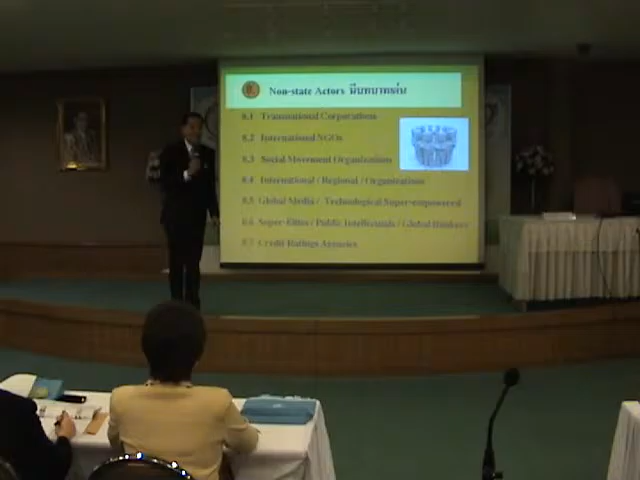 8. Non-state Actors มีบทบาทเด่น
8.1 Transnational Corporations
8.2 International NGOs
8.3 Social Movement Organizations
8.4 International / Regional / Organizations
8.5 Global Media / Technological Super-empowered
8.6 Super-Elites / Public Intellectuals / Global Thinkers
8.7 Credit Ratings Agencies